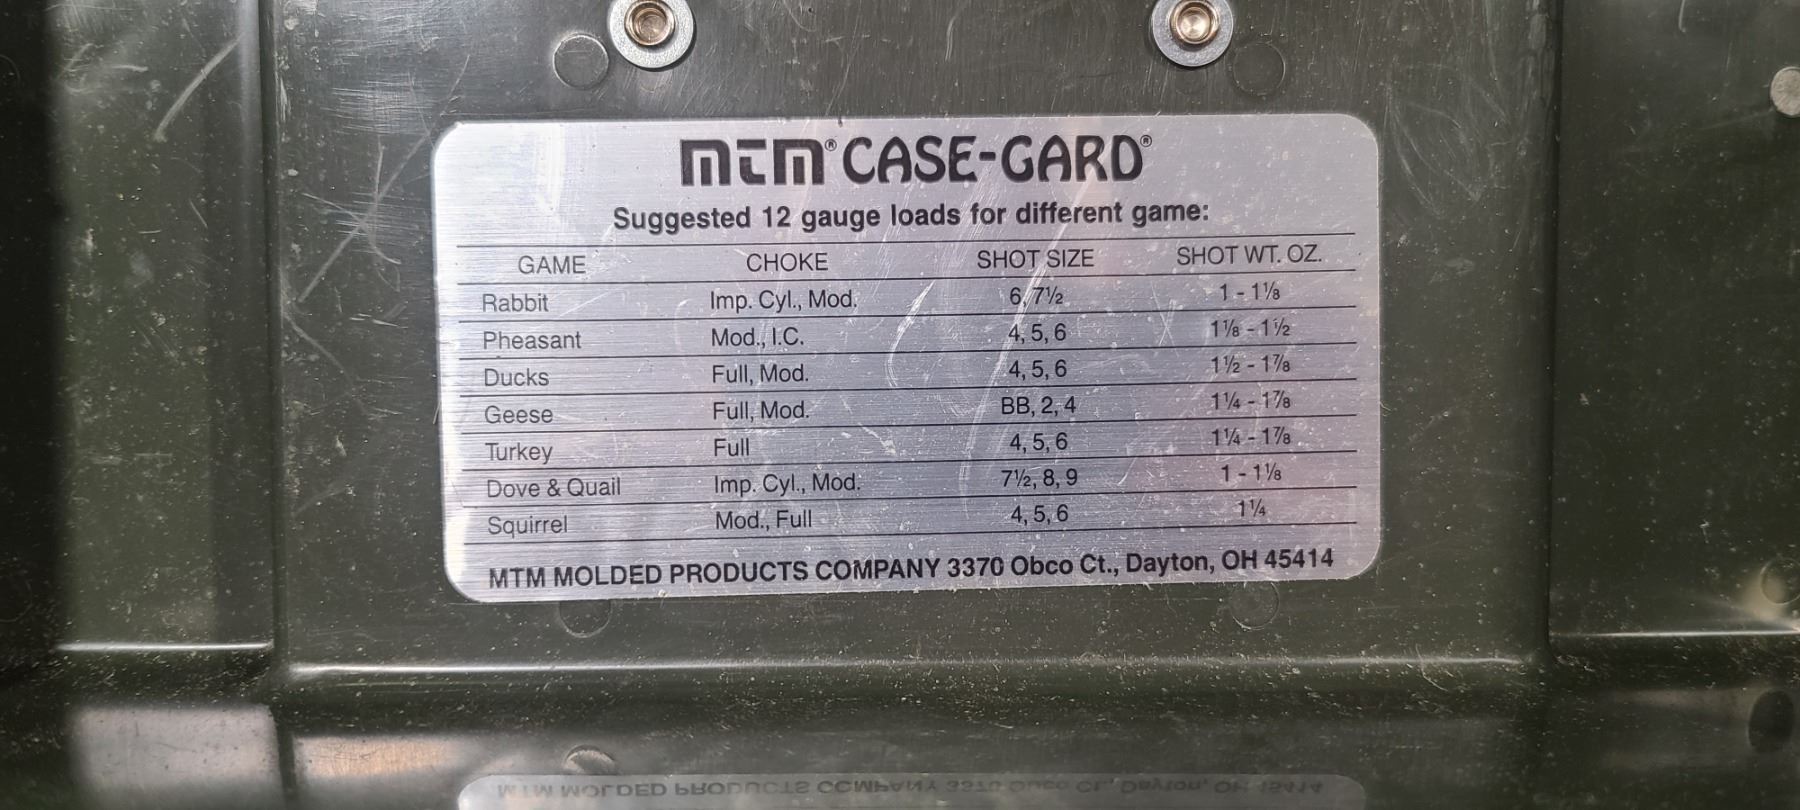 mtm® CASE-GARD®
Suggested 12 gauge loads for different game:
GAME CHOKE SHOT SIZE SHOT WT. OZ.
Rabbit Imp. Cyl., Mod. 6, 7½ 1 - 1⅛
Pheasant Mod., I.C. 4, 5, 6 1⅛ - 1½
Ducks Full, Mod. 4, 5, 6 1½ - 1⅞
Geese Full, Mod. BB, 2, 4 1¼ - 1⅞
Turkey Full 4, 5, 6 1¼ - 1⅞
Dove & Quail Imp. Cyl., Mod. 7½, 8, 9 1 - 1⅛
Squirrel Mod., Full 4, 5, 6 1¼
MTM MOLDED PRODUCTS COMPANY 3370 Obco Ct., Dayton, OH 45414